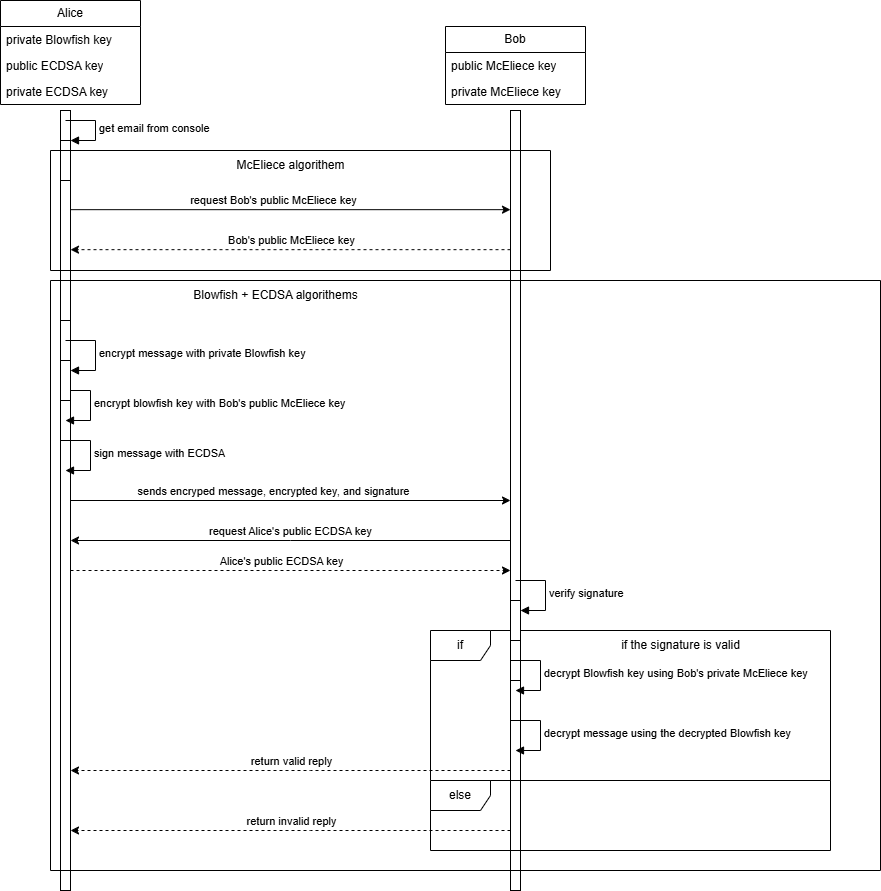 Alice
private Blowfish key
public ECDSA key
private ECDSA key
Bob
public McEliece key
private McEliece key
get email from console
McEliece algorithem
request Bob's public McEliece key
Bob's public McEliece key
Blowfish + ECDSA algorithems
encrypt message with private Blowfish key
encrypt blowfish key with Bob's public McEliece key
sign message with ECDSA
sends encryped message, encrypted key, and signature
request Alice's public ECDSA key
Alice's public ECDSA key
verify signature
if
if the signature is valid
decrypt Blowfish key using Bob's private McEliece key
decrypt message using the decrypted Blowfish key
return valid reply
else
return invalid reply